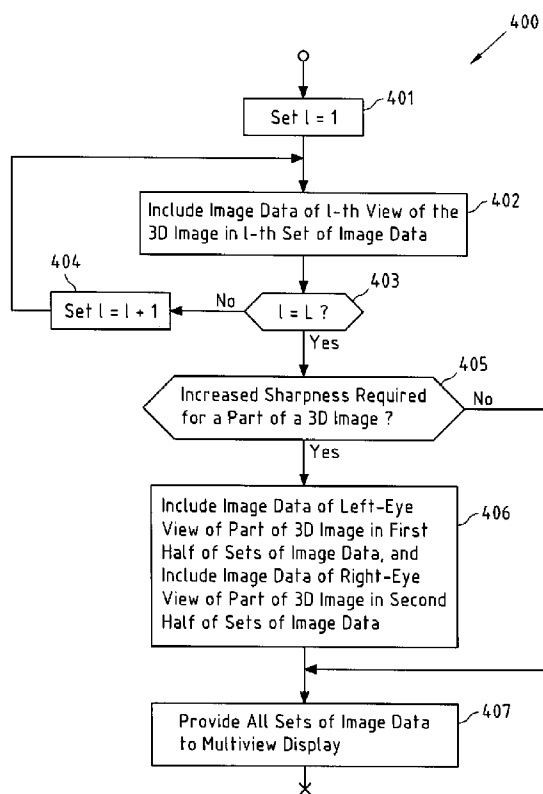 400
401
Set l = 1
402
Include Image Data of l-th View of the
3D Image in l-th Set of Image Data
404
403
Set l = l + 1
No
l = L ?
Yes
405
Increased Sharpness Required
for a Part of a 3D Image ?
No
Yes
Include Image Data of Left-Eye
View of Part of 3D Image in First
Half of Sets of Image Data, and
Include Image Data of Right-Eye
View of Part of 3D Image in Second
Half of Sets of Image Data
406
Provide All Sets of Image Data
to Multiview Display
407